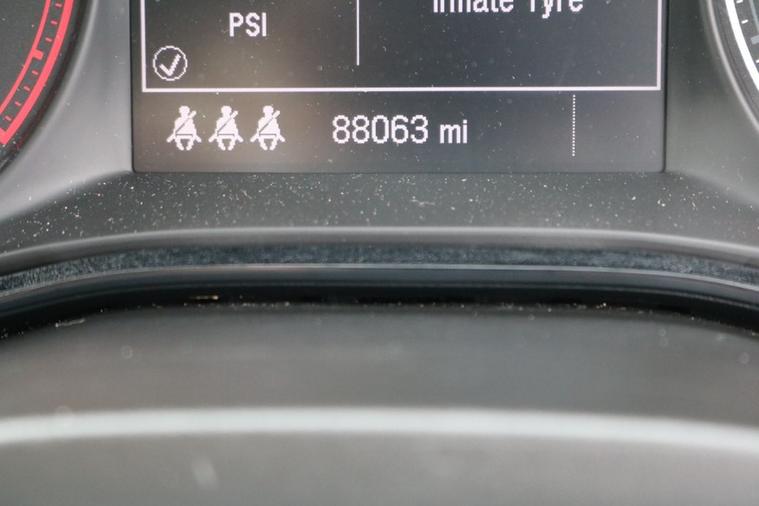 PSI
Inflate Tyre
88063 mi